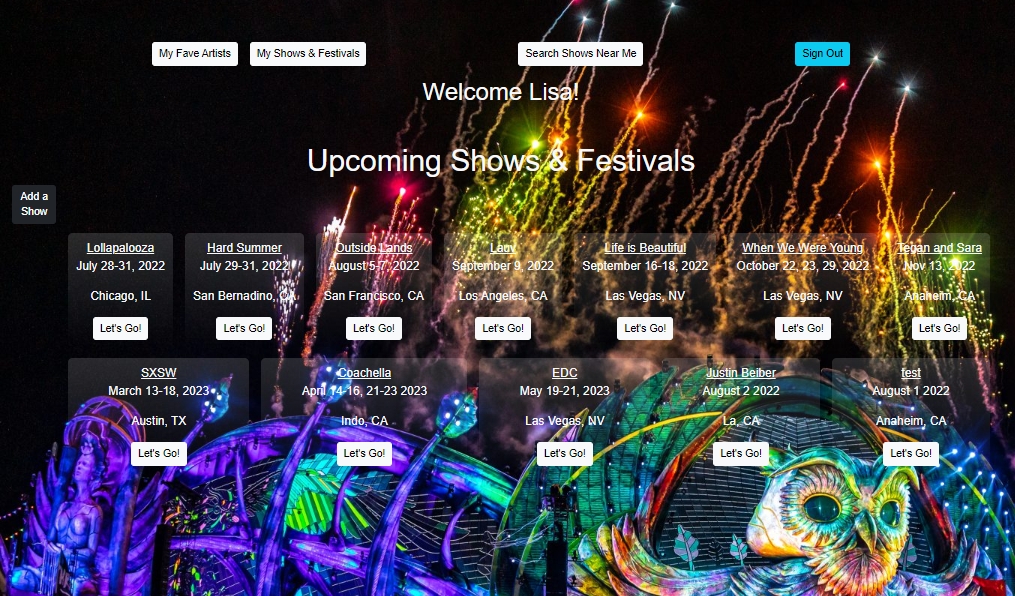 My Fave Artists
My Shows & Festivals
Search Shows Near Me
Sign Out
Welcome Lisa!
Upcoming Shows & Festivals
Add a
Show
Lollapalooza
July 28-31, 2022
Chicago, IL
Let's Go!
Hard Summer
July 29-31, 2022
San Bernadino, CA
Let's Go!
Outside Lands
August 5-7, 2022
San Francisco, CA
Let's Go!
Lauv
September 9, 2022
Los Angeles, CA
Let's Go!
Life is Beautiful
September 16-18, 2022
Las Vegas, NV
Let's Go!
When We Were Young
October 22, 23, 29, 2022
Las Vegas, NV
Let's Go!
Tegan and Sara
Nov 13, 2022
Anaheim, CA
Let's Go!
SXSW
March 13-18, 2023
Austin, TX
Let's Go!
Coachella
April 14-16, 21-23 2023
Indo, CA
Let's Go!
EDC
May 19-21, 2023
Las Vegas, NV
Let's Go!
Justin Beiber
August 2 2022
La, CA
Let's Go!
test
August 1 2022
Anaheim, CA
Let's Go!